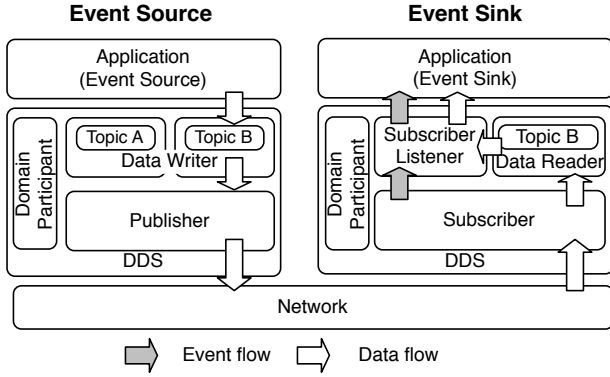 Event Source
Event Sink
Application
(Event Source)
Application
(Event Sink)
Domain
Participant
Topic A
Topic B
Data Writer
Publisher
DDS
Domain
Participant
Subscriber
Listener
Topic B
Data Reader
Subscriber
DDS
Network
Event flow
Data flow